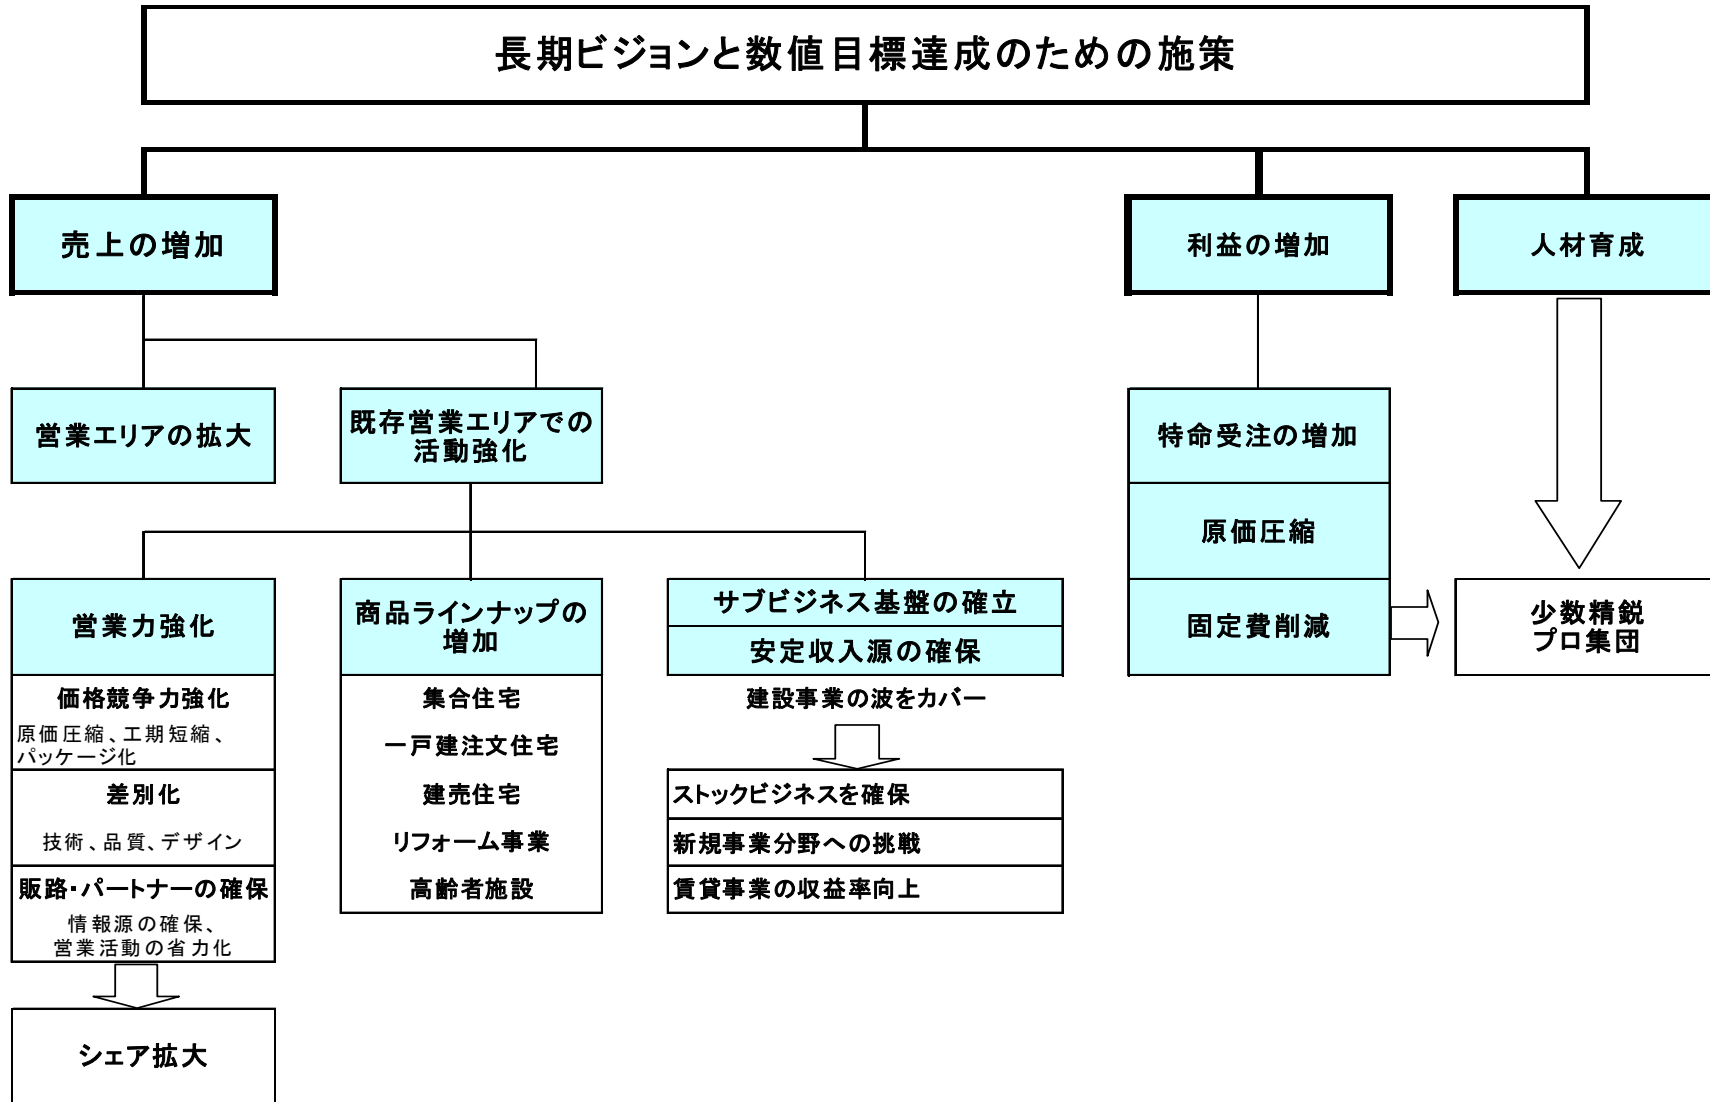 長期ビジョンと数値目標達成のための施策
売上の増加
利益の増加
人材育成
営業エリアの拡大
既存営業エリアでの
活動強化
特命受注の増加
原価圧縮
固定費削減
少数精鋭
プロ集団
営業力強化
価格競争力強化
原価圧縮、工期短縮、
パッケージ化
差別化
技術、品質、デザイン
販路・パートナーの確保
情報源の確保、
営業活動の省力化
シェア拡大
商品ラインナップの
増加
集合住宅
一戸建注文住宅
建売住宅
リフォーム事業
高齢者施設
サブビジネス基盤の確立
安定収入源の確保
建設事業の波をカバー
ストックビジネスを確保
新規事業分野への挑戦
賃貸事業の収益率向上